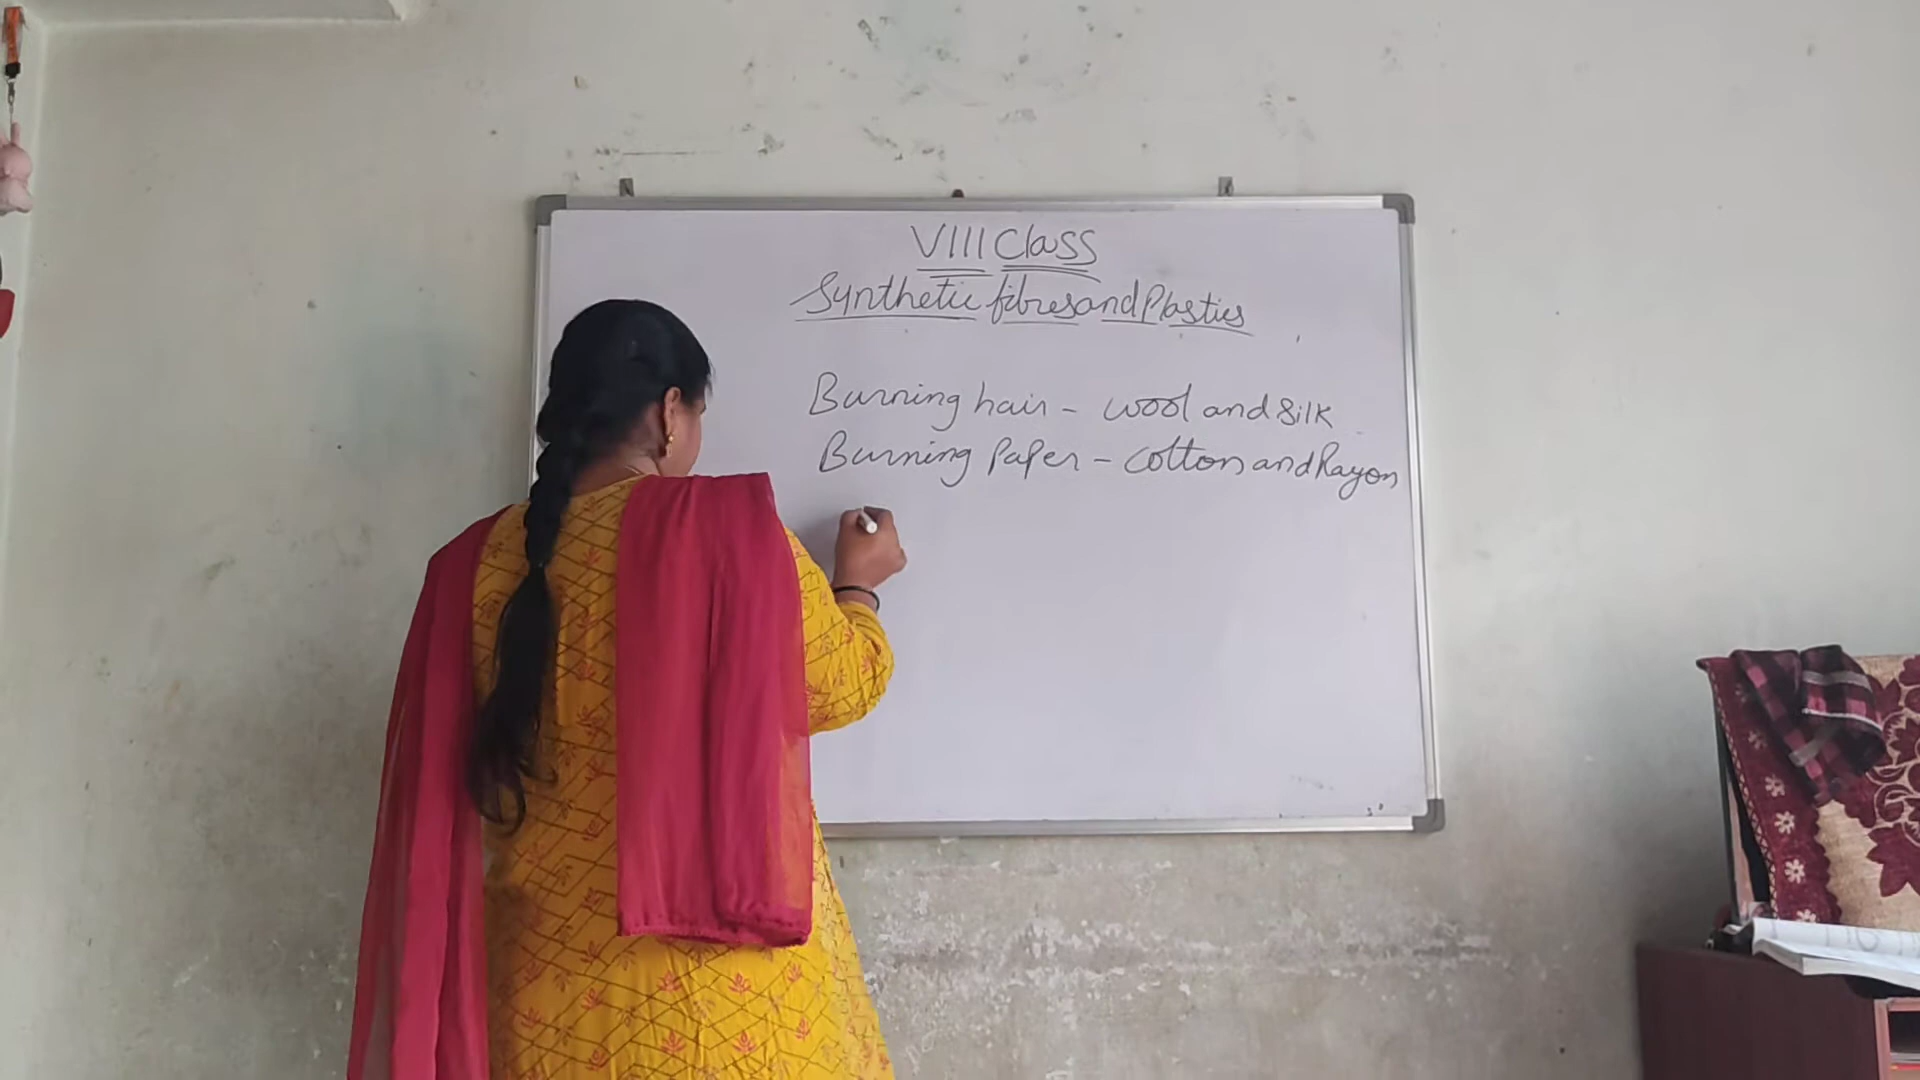 VIII Class
Synthetic fibres and Plastics
Burning hair - wool and Silk
Burning Paper - cotton and Rayon